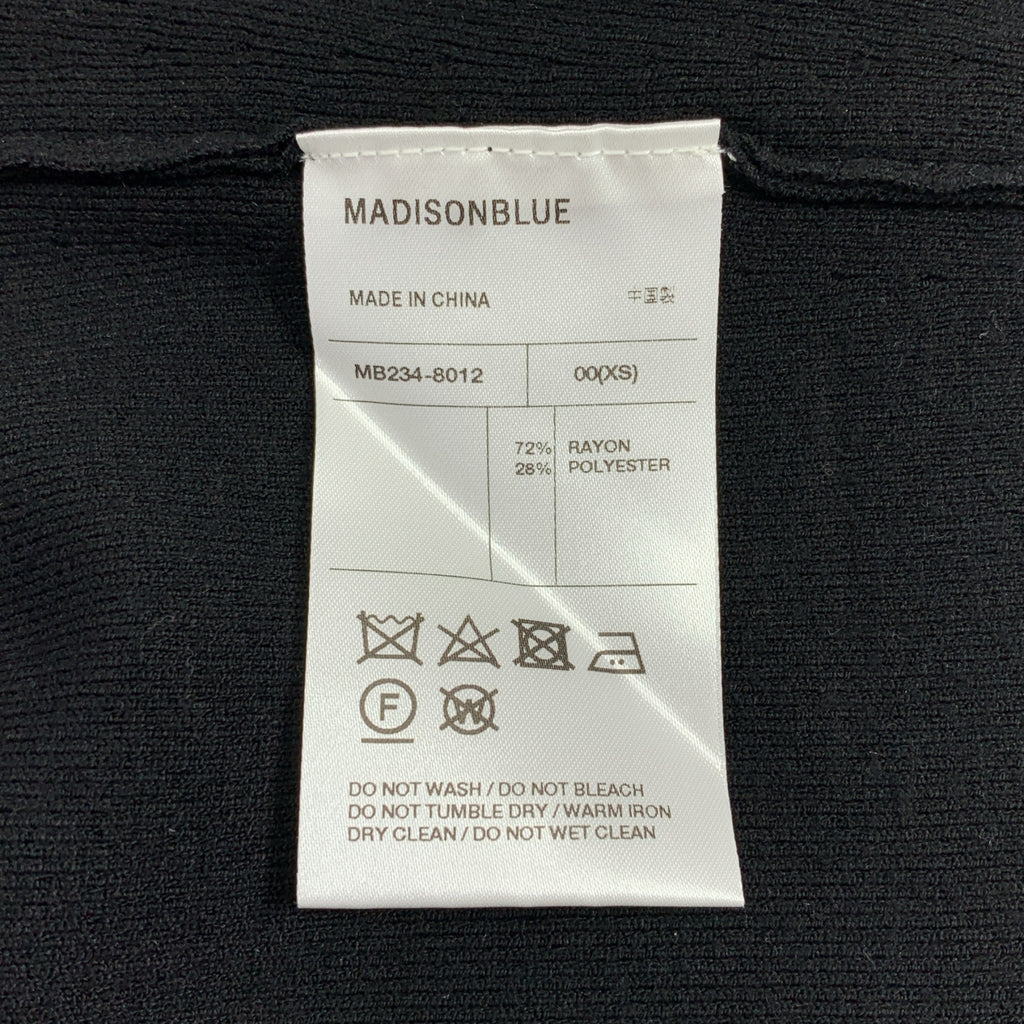 MADISONBLUE
MADE IN CHINA 中国製
MB234-8012 00(XS)
72% RAYON
28% POLYESTER
F
W
DO NOT WASH / DO NOT BLEACH
DO NOT TUMBLE DRY / WARM IRON
DRY CLEAN / DO NOT WET CLEAN